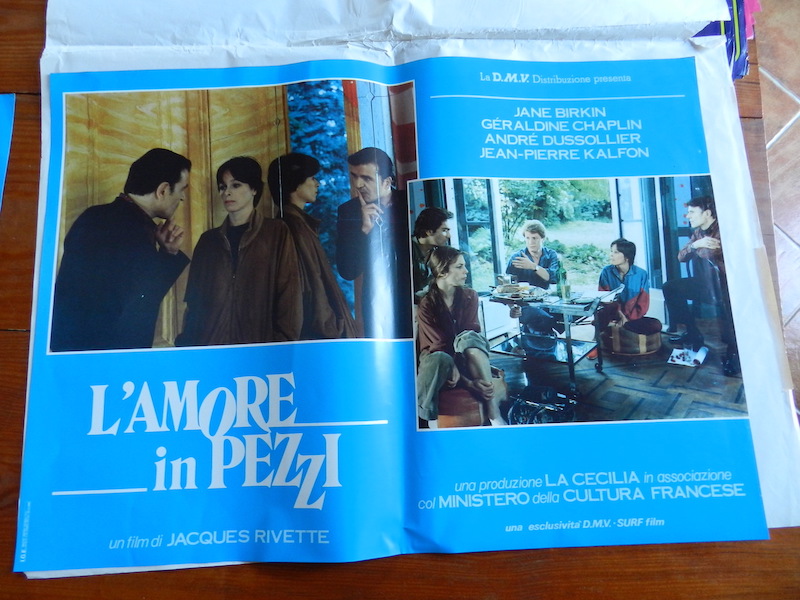 La D.M.V. Distribuzione presenta
JANE BIRKIN
GÉRALDINE CHAPLIN
ANDRÉ DUSSOLLIER
JEAN-PIERRE KALFON
L'AMORE
in PEZZI
un film di JACQUES RIVETTE
una produzione LA CECILIA in associazione
col MINISTERO della CULTURA FRANCESE
una esclusività D.M.V. - SURF film